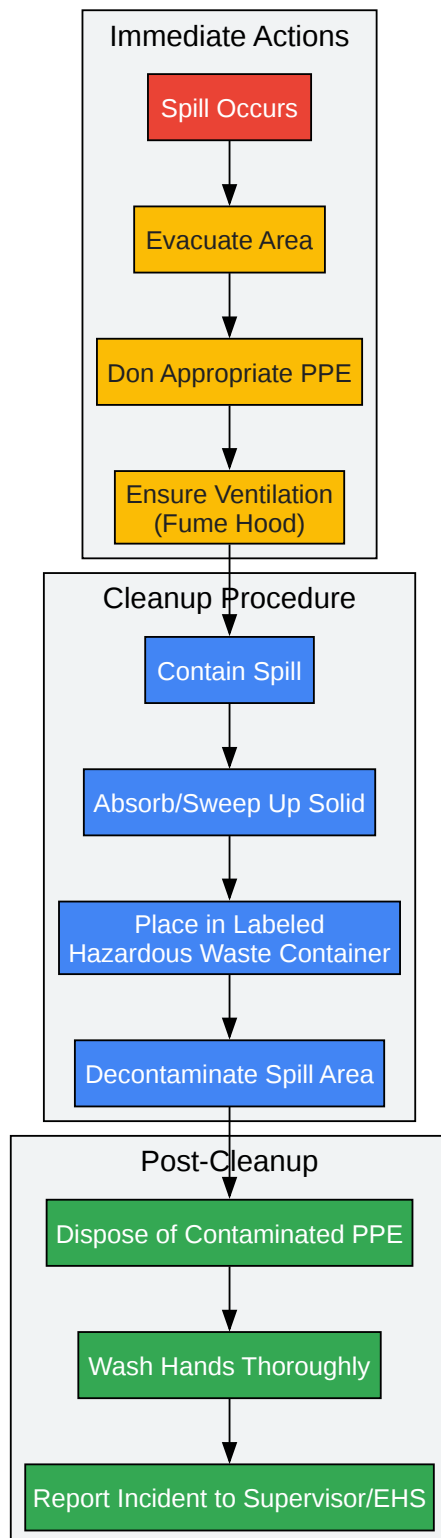 Immediate Actions
Spill Occurs
Evacuate Area
Don Appropriate PPE
Ensure Ventilation
(Fume Hood)
Cleanup Procedure
Contain Spill
Absorb/Sweep Up Solid
Place in Labeled
Hazardous Waste Container
Decontaminate Spill Area
Post-Cleanup
Dispose of Contaminated PPE
Wash Hands Thoroughly
Report Incident to Supervisor/EHS